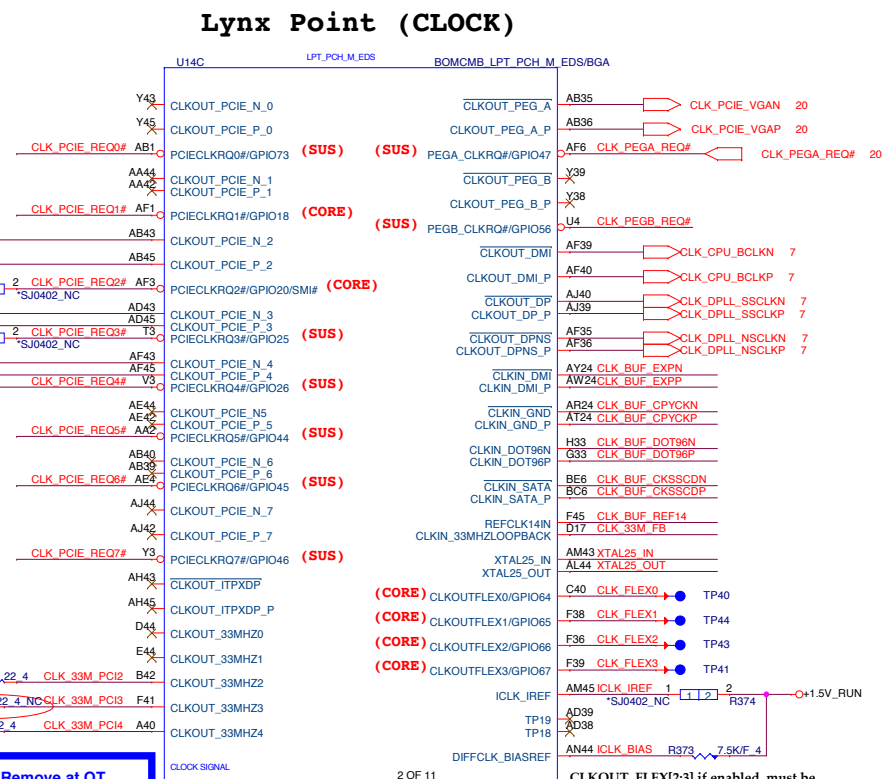 Lynx Point (CLOCK)
U14C LPT_PCH_M_EDS BOMCMB_LPT_PCH_M_EDS/BGA
Y43 CLKOUT_PCIE_N_0 CLKOUT_PEG_A AB35 CLK_PCIE_VGAN 20
Y45 CLKOUT_PCIE_P_0 CLKOUT_PEG_A_P AB36 CLK_PCIE_VGAP 20
CLK_PCIE_REQ0# AB1 PCIECLKRQ0#/GPIO73 (SUS) (SUS) PEGA_CLKRQ#/GPIO47 AF6 CLK_PEGA_REQ# CLK_PEGA_REQ# 20
AA44 CLKOUT_PCIE_N_1 CLKOUT_PEG_B Y39
AA42 CLKOUT_PCIE_P_1
CLKOUT_PEG_B_P Y38
CLK_PCIE_REQ1# AF1 PCIECLKRQ1#/GPIO18 (CORE)
(SUS) PEGB_CLKRQ#/GPIO56 U4 CLK_PEGB_REQ#
AB43 CLKOUT_PCIE_N_2 CLKOUT_DMI AF39 CLK_CPU_BCLKN 7
AB45 CLKOUT_PCIE_P_2 CLKOUT_DMI_P AF40 CLK_CPU_BCLKP 7
2 CLK_PCIE_REQ2# AF3 PCIECLKRQ2#/GPIO20/SMI# (CORE)
*SJ0402_NC
CLKOUT_DP AJ40 CLK_DPLL_SSCLKN 7
AD43 CLKOUT_PCIE_N_3 CLKOUT_DP_P AJ39 CLK_DPLL_SSCLKP 7
AD45 CLKOUT_PCIE_P_3
2 CLK_PCIE_REQ3# T3 PCIECLKRQ3#/GPIO25 (SUS) CLKOUT_DPNS AF35 CLK_DPLL_NSCLKN 7
*SJ0402_NC CLKOUT_DPNS_P AF36 CLK_DPLL_NSCLKP 7
AF43 CLKOUT_PCIE_N_4
AF45 CLKOUT_PCIE_P_4 CLKIN_DMI AY24 CLK_BUF_EXPN
CLK_PCIE_REQ4# V3 PCIECLKRQ4#/GPIO26 (SUS) CLKIN_DMI_P AW24 CLK_BUF_EXPP
AE44 CLKOUT_PCIE_N5 CLKIN_GND AR24 CLK_BUF_CPYCKN
AE42 CLKOUT_PCIE_P_5 CLKIN_GND_P AT24 CLK_BUF_CPYCKP
CLK_PCIE_REQ5# AA2 PCIECLKRQ5#/GPIO44 (SUS)
CLKIN_DOT96N H33 CLK_BUF_DOT96N
AB40 CLKOUT_PCIE_N_6 CLKIN_DOT96P G33 CLK_BUF_DOT96P
AB39 CLKOUT_PCIE_P_6
CLK_PCIE_REQ6# AE4 PCIECLKRQ6#/GPIO45 (SUS) CLKIN_SATA BE6 CLK_BUF_CKSSCDN
CLKIN_SATA_P BC6 CLK_BUF_CKSSCDP
AJ44 CLKOUT_PCIE_N_7
REFCLK14IN F45 CLK_BUF_REF14
AJ42 CLKOUT_PCIE_P_7 CLKIN_33MHZLOOPBACK D17 CLK_33M_FB
CLK_PCIE_REQ7# Y3 PCIECLKRQ7#/GPIO46 (SUS) XTAL25_IN AM43 XTAL25_IN
XTAL25_OUT AL44 XTAL25_OUT
AH43 CLKOUT_ITPXDP
(CORE) CLKOUTFLEX0/GPIO64 C40 CLK_FLEX0 TP40
AH45 CLKOUT_ITPXDP_P
(CORE) CLKOUTFLEX1/GPIO65 F38 CLK_FLEX1 TP44
D44 CLKOUT_33MHZ0
(CORE) CLKOUTFLEX2/GPIO66 F36 CLK_FLEX2 TP43
E44 CLKOUT_33MHZ1
(CORE) CLKOUTFLEX3/GPIO67 F39 CLK_FLEX3 TP41
22_4 CLK_33M_PCI2 B42 CLKOUT_33MHZ2
ICLK_IREF AM45 ICLK_IREF 1 1 2 2 +1.5V_RUN
*SJ0402_NC R374
22_4_NC CLK_33M_PCI3 F41 CLKOUT_33MHZ3
TP19 AD39
2_4 CLK_33M_PCI4 A40 CLKOUT_33MHZ4 TP18 AD38
DIFFCLK_BIASREF AN44 ICLK_BIAS R373 7.5K/F_4
CLOCK SIGNAL
Remove at OT 2 OF 11 CLKOUT_FLEX[2:3] if enabled, must be